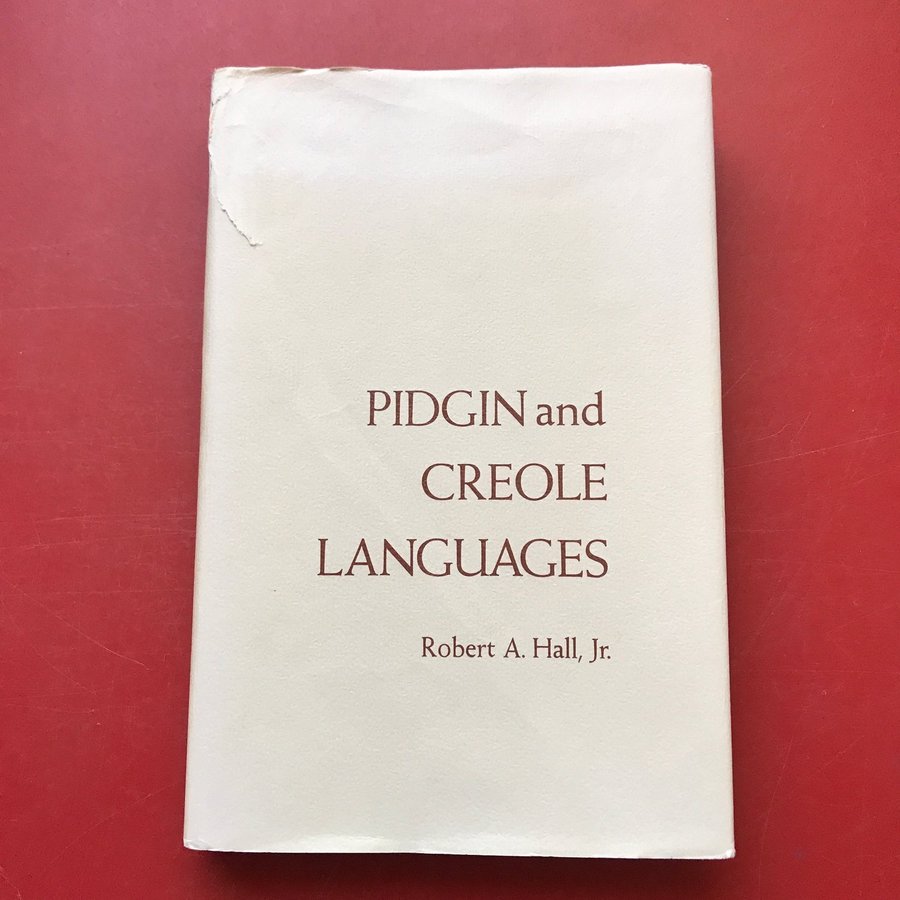 PIDGIN and
CREOLE
LANGUAGES
Robert A. Hall, Jr.